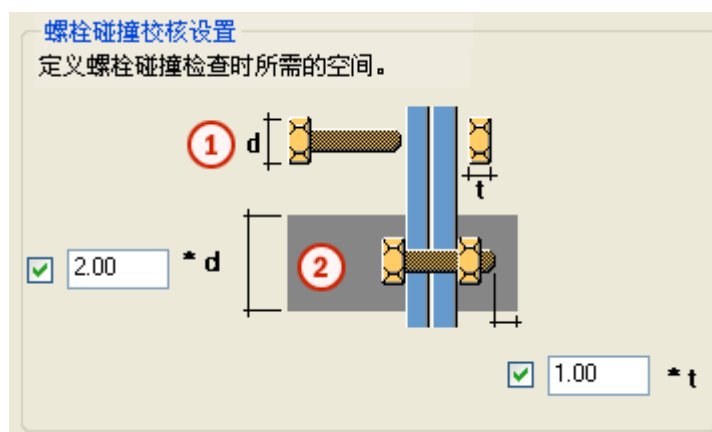 螺栓碰撞校核设置
定义螺栓碰撞检查时所需的空间。
1 d
t
2.00 * d
2
1.00 * t